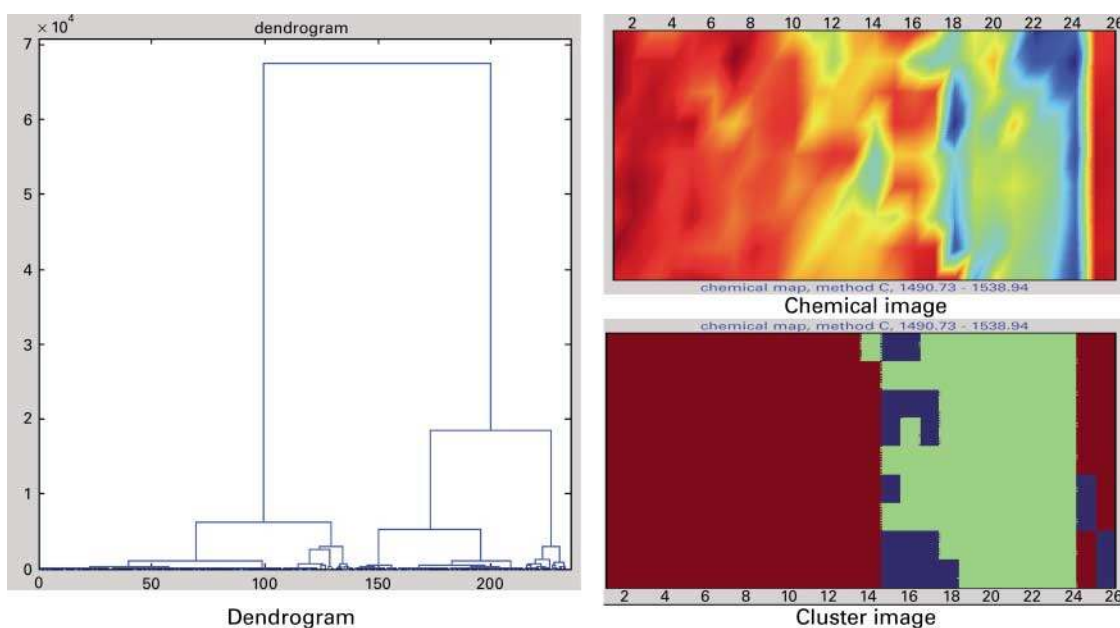 dendrogram
× 10⁴
7
6
5
4
3
2
1
0
0 50 100 150 200
Dendrogram
2 4 6 8 10 12 14 16 18 20 22 24 26
chemical map, method C, 1490.73 - 1538.94
Chemical image
chemical map, method C, 1490.73 - 1538.94
2 4 6 8 10 12 14 16 18 20 22 24 26
Cluster image